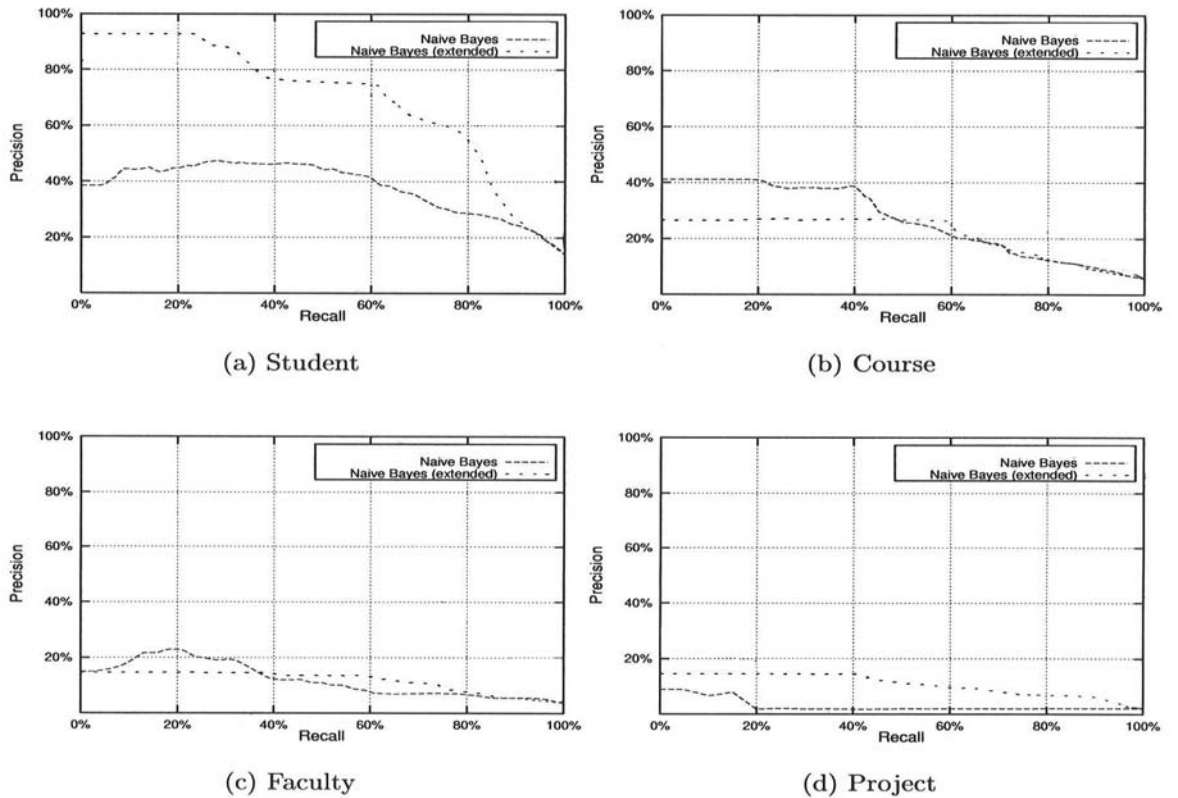 100%
80%
60%
40%
20%
Precision
Naive Bayes
Naive Bayes (extended)
0% 20% 40% 60% 80% 100%
Recall
(a) Student
100%
80%
60%
40%
20%
Precision
Naive Bayes
Naive Bayes (extended)
0% 20% 40% 60% 80% 100%
Recall
(b) Course
100%
80%
60%
40%
20%
Precision
Naive Bayes
Naive Bayes (extended)
0% 20% 40% 60% 80% 100%
Recall
(c) Faculty
100%
80%
60%
40%
20%
Precision
Naive Bayes
Naive Bayes (extended)
0% 20% 40% 60% 80% 100%
Recall
(d) Project